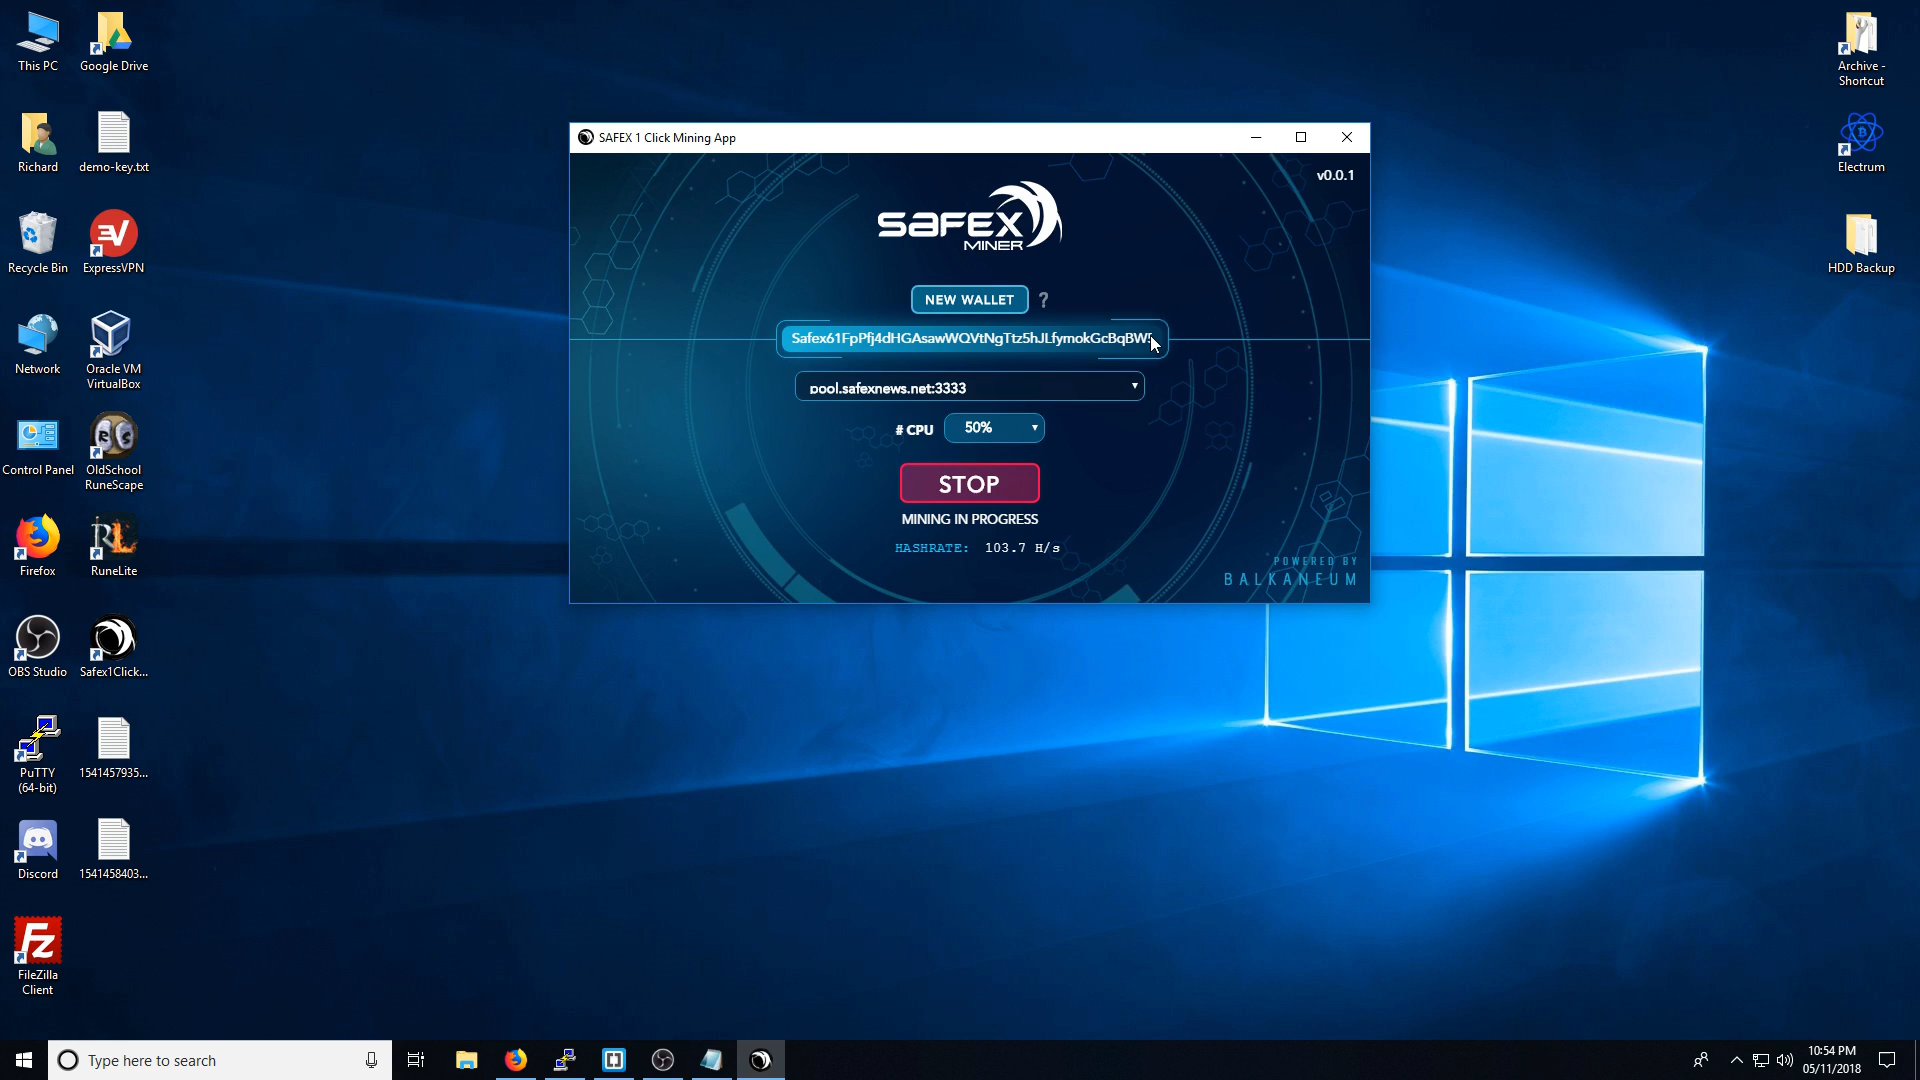 This PC
Google Drive
Richard
demo-key.txt
Recycle Bin
ExpressVPN
Network
Oracle VM
VirtualBox
Control Panel
OldSchool
RuneScape
Firefox
RuneLite
OBS Studio
Safex1Click...
PuTTY
(64-bit)
1541457935...
Discord
1541458403...
FileZilla
Client
Archive -
Shortcut
Electrum
HDD Backup
SAFEX 1 Click Mining App
v0.0.1
SAFEX
MINER
NEW WALLET ?
Safex61FpPfj4dHGAsawWQVtNgTtz5hJLfymokGcBqBW
pool.safexnews.net:3333
# CPU 50%
STOP
MINING IN PROGRESS
HASHRATE: 103.7 H/s
POWERED BY
BALKANEUM
Type here to search
10:54 PM
05/11/2018